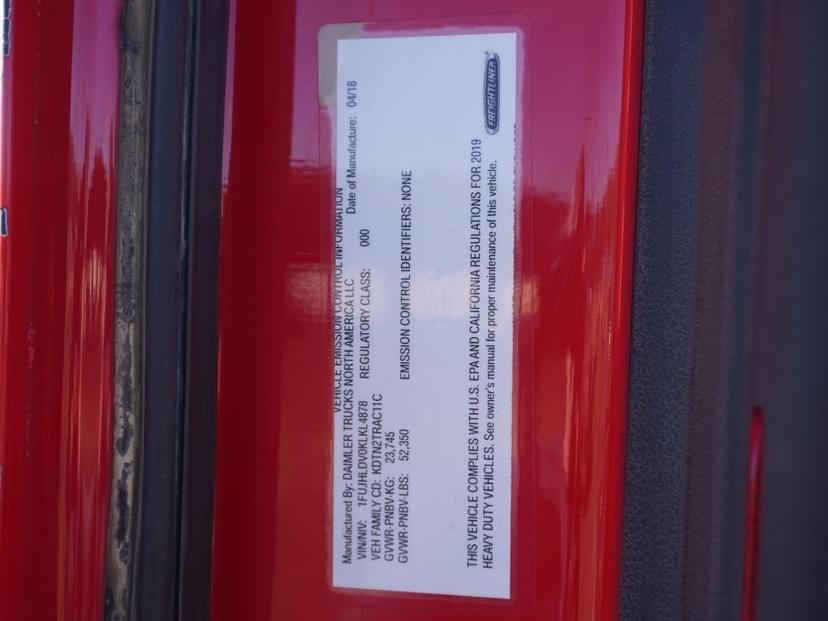 VEHICLE EMISSION CONTROL INFORMATION
Manufactured By: DAIMLER TRUCKS NORTH AMERICA LLC Date of Manufacture: 04/18
VIN/NIV: 1FUJHLDV0KLKL4878 REGULATORY CLASS: 000
VEH FAMILY CD: KDTN2TRAC11C
GVWR-PNBV-KG: 23,745
GVWR-PNBV-LBS: 52,350 EMISSION CONTROL IDENTIFIERS: NONE
THIS VEHICLE COMPLIES WITH U.S. EPA AND CALIFORNIA REGULATIONS FOR 2019
HEAVY DUTY VEHICLES. See owner's manual for proper maintenance of this vehicle.
FREIGHTLINER